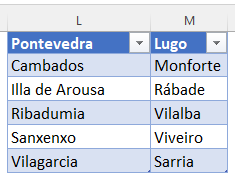 L M
Pontevedra Lugo
Cambados Monforte
Illa de Arousa Rábade
Ribadumia Vilalba
Sanxenxo Viveiro
Vilagarcia Sarria